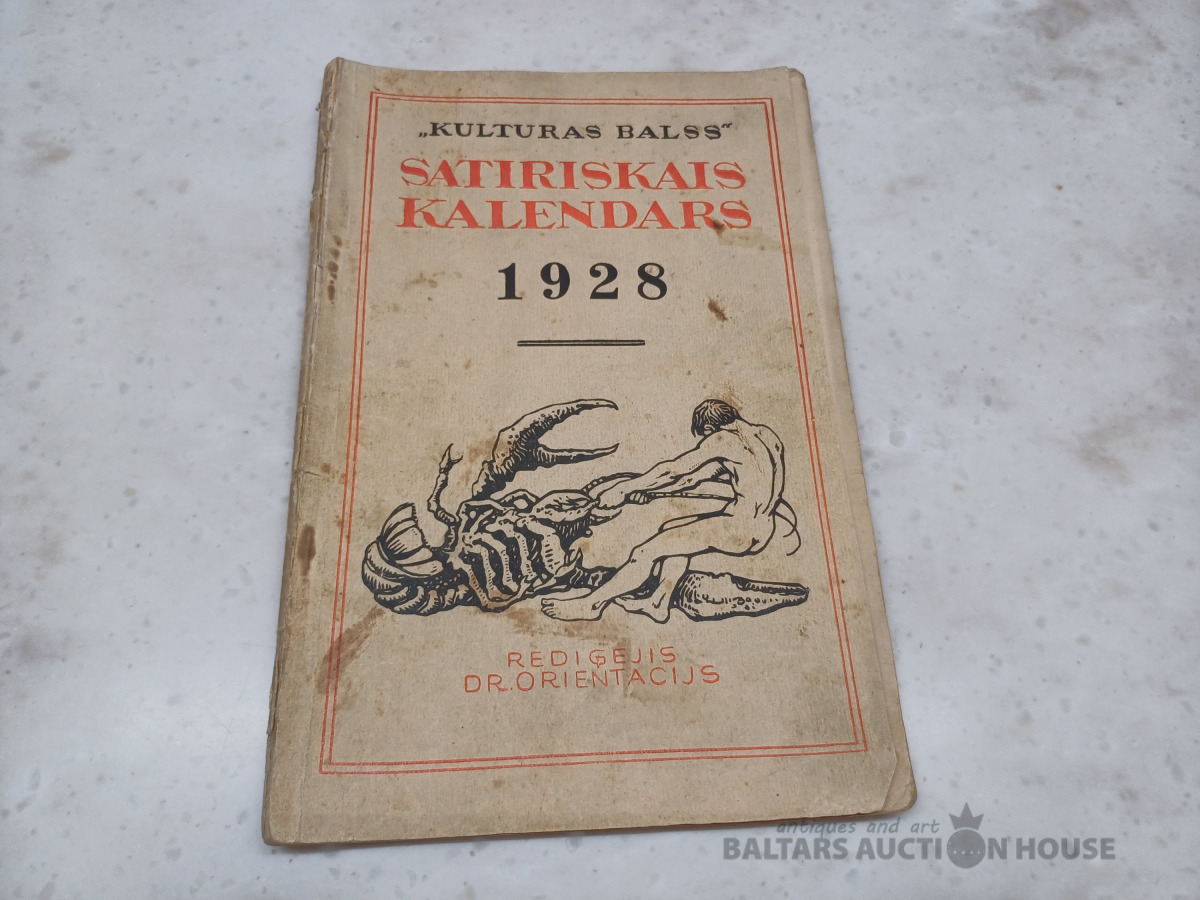 „KULTURAS BALSS“
SATIRISKAIS
KALENDARS
1928
REDIĢEJIS
DR. ORIENTACIJS
antiques and art
BALTARS AUCTION HOUSE